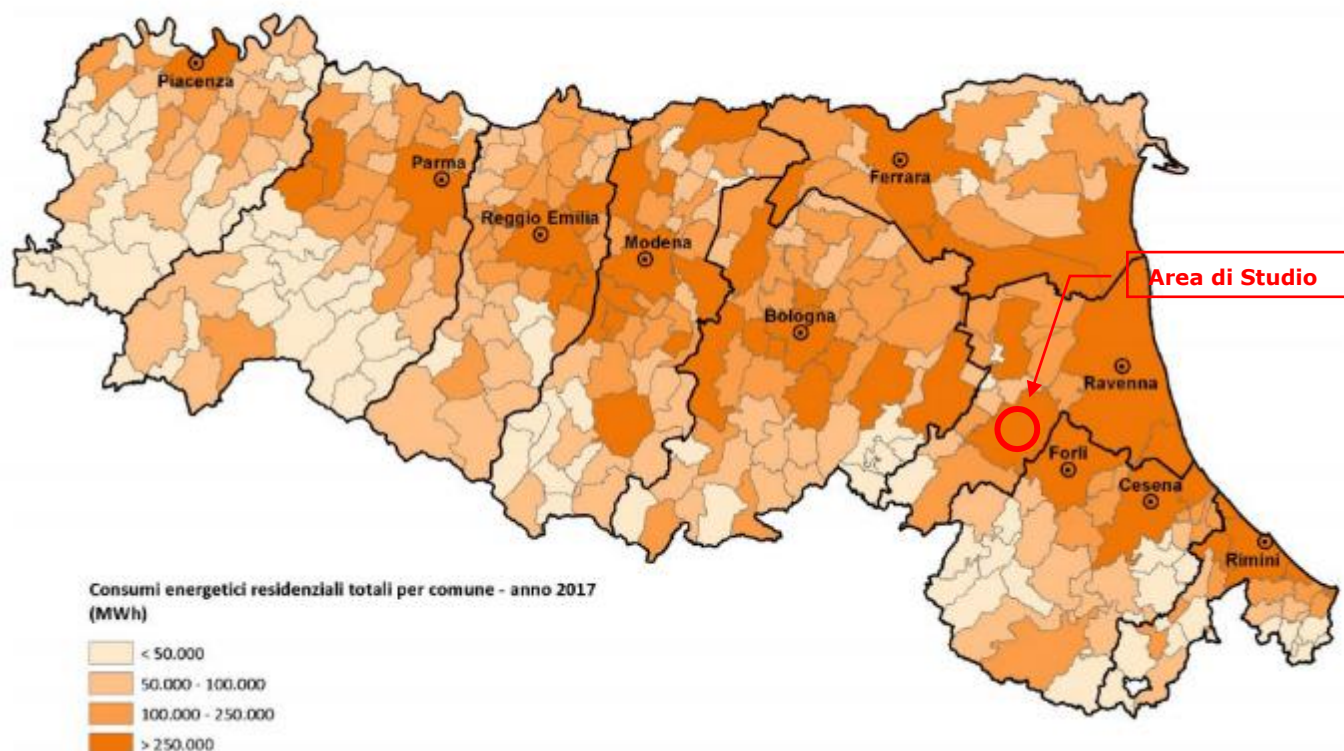 Piacenza
Parma
Reggio Emilia
Modena
Ferrara
Bologna
Area di Studio
Ravenna
Forlì
Cesena
Rimini
Consumi energetici residenziali totali per comune - anno 2017
(MWh)
< 50.000
50.000 - 100.000
100.000 - 250.000
> 250.000